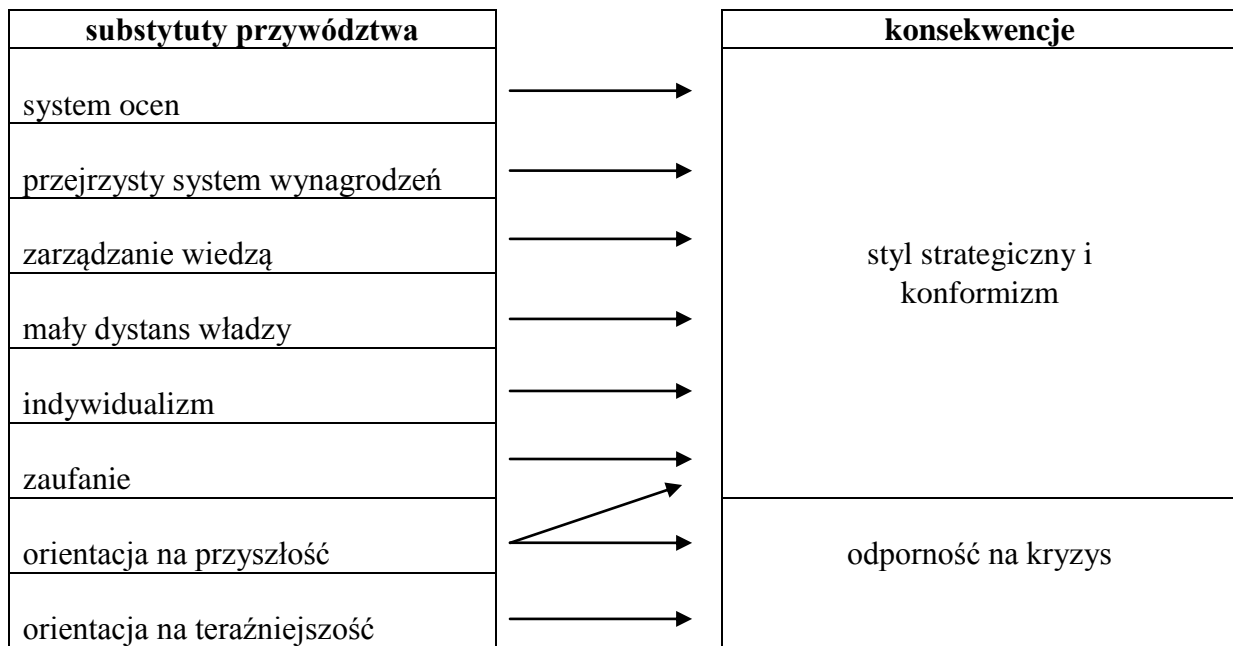 substytuty przywództwa
konsekwencje
system ocen
przejrzysty system wynagrodzeń
zarządzanie wiedzą
mały dystans władzy
indywidualizm
zaufanie
styl strategiczny i
konformizm
orientacja na przyszłość
odporność na kryzys
orientacja na teraźniejszość